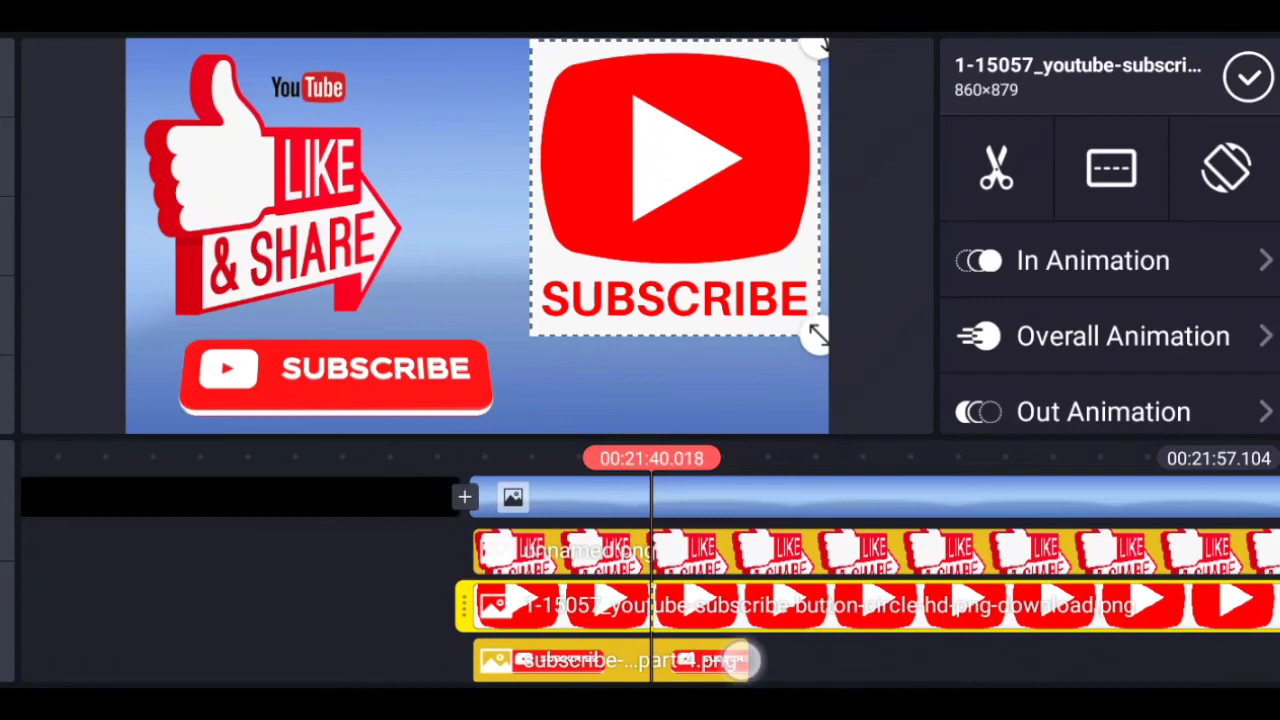 YouTube
LIKE
& SHARE
SUBSCRIBE
SUBSCRIBE
1-15057_youtube-subscri...
860×879
In Animation
Overall Animation
Out Animation
00:21:40.018
00:21:57.104
unnamed.png
1-15057_youtube-subscribe-button-circle-hd-png-download.png
subscribe-...part-4.png